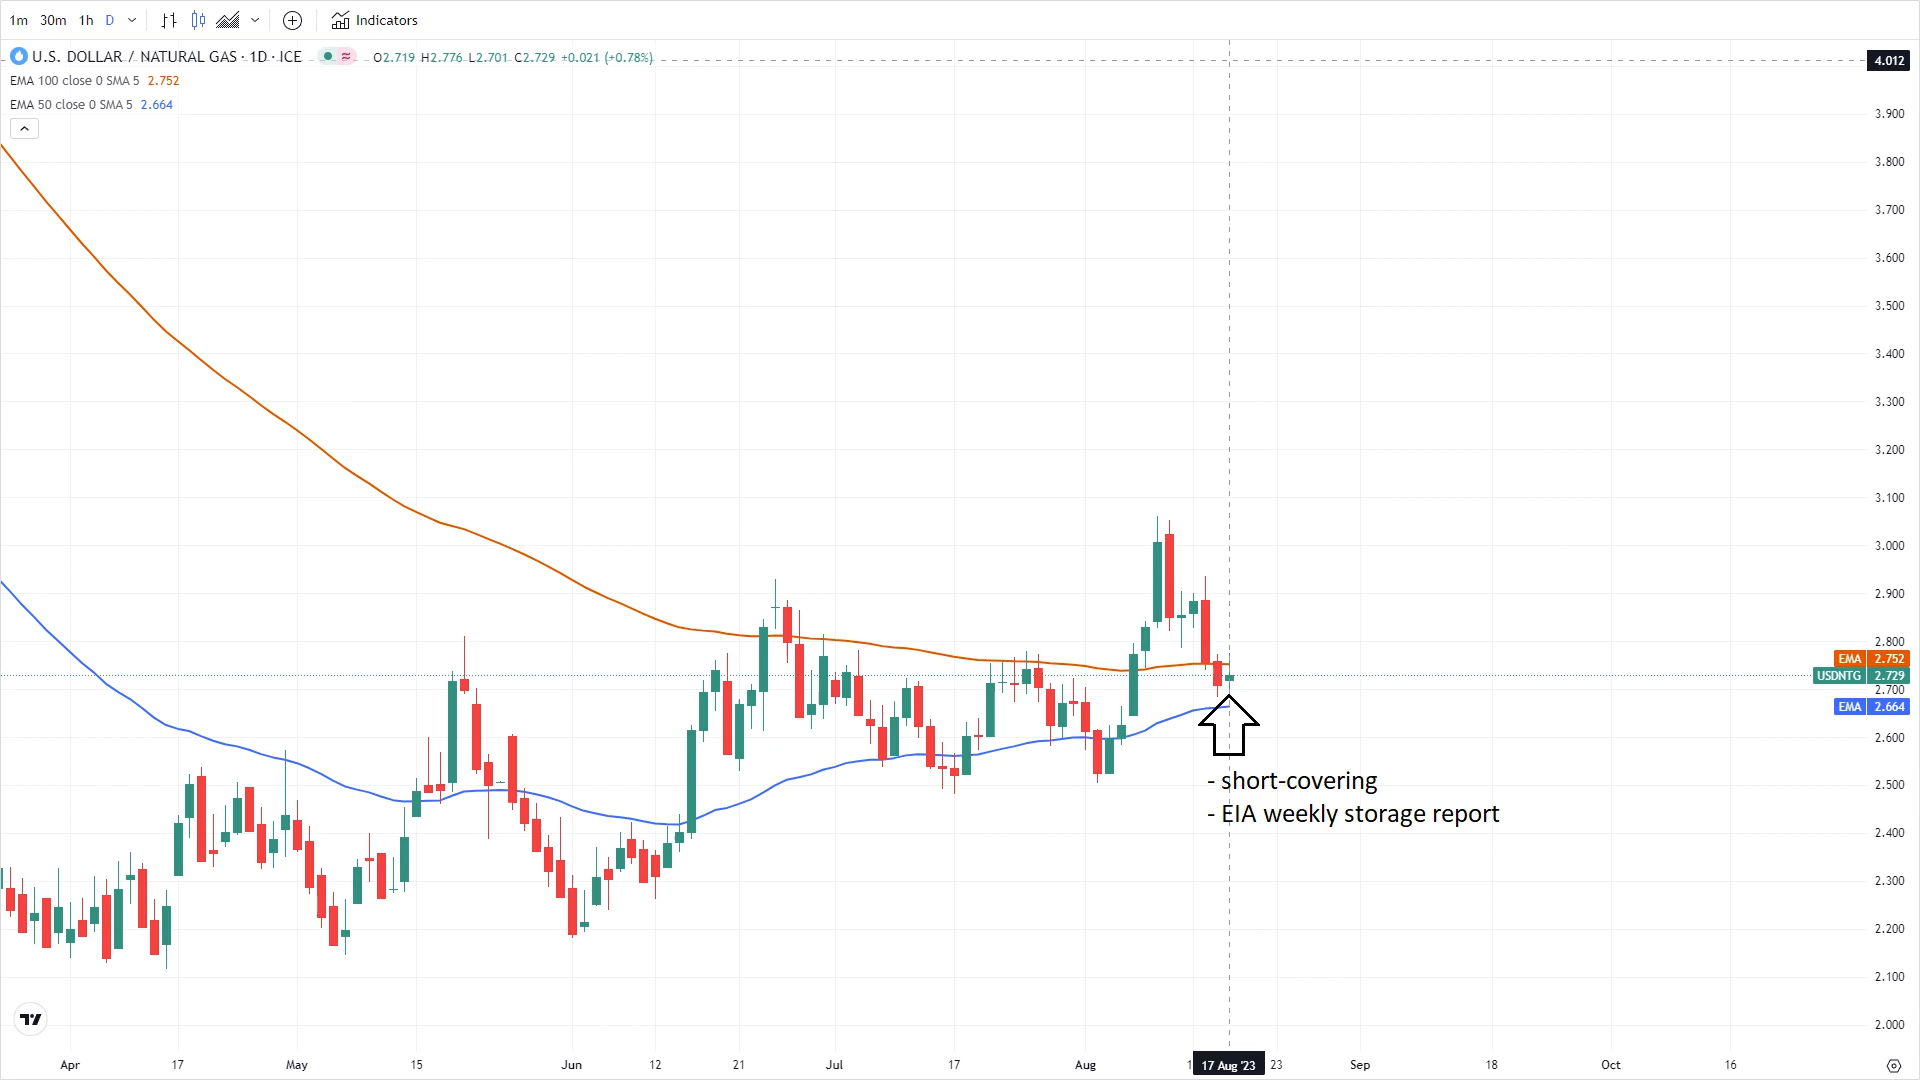 1m 30m 1h D Indicators
U.S. DOLLAR / NATURAL GAS · 1D · ICE O2.719 H2.776 L2.701 C2.729 +0.021 (+0.78%)
4.012
EMA 100 close 0 SMA 5 2.752
EMA 50 close 0 SMA 5 2.664
3.900
3.800
3.700
3.600
3.500
3.400
3.300
3.200
3.100
3.000
2.900
2.800
EMA 2.752
USDNTG 2.729
2.700
EMA 2.664
2.600
- short-covering
2.500
- EIA weekly storage report
2.400
2.300
2.200
2.100
2.000
Apr 17 May 15 Jun 12 21 Jul 17 Aug 17 Aug '23 23 Sep 18 Oct 16